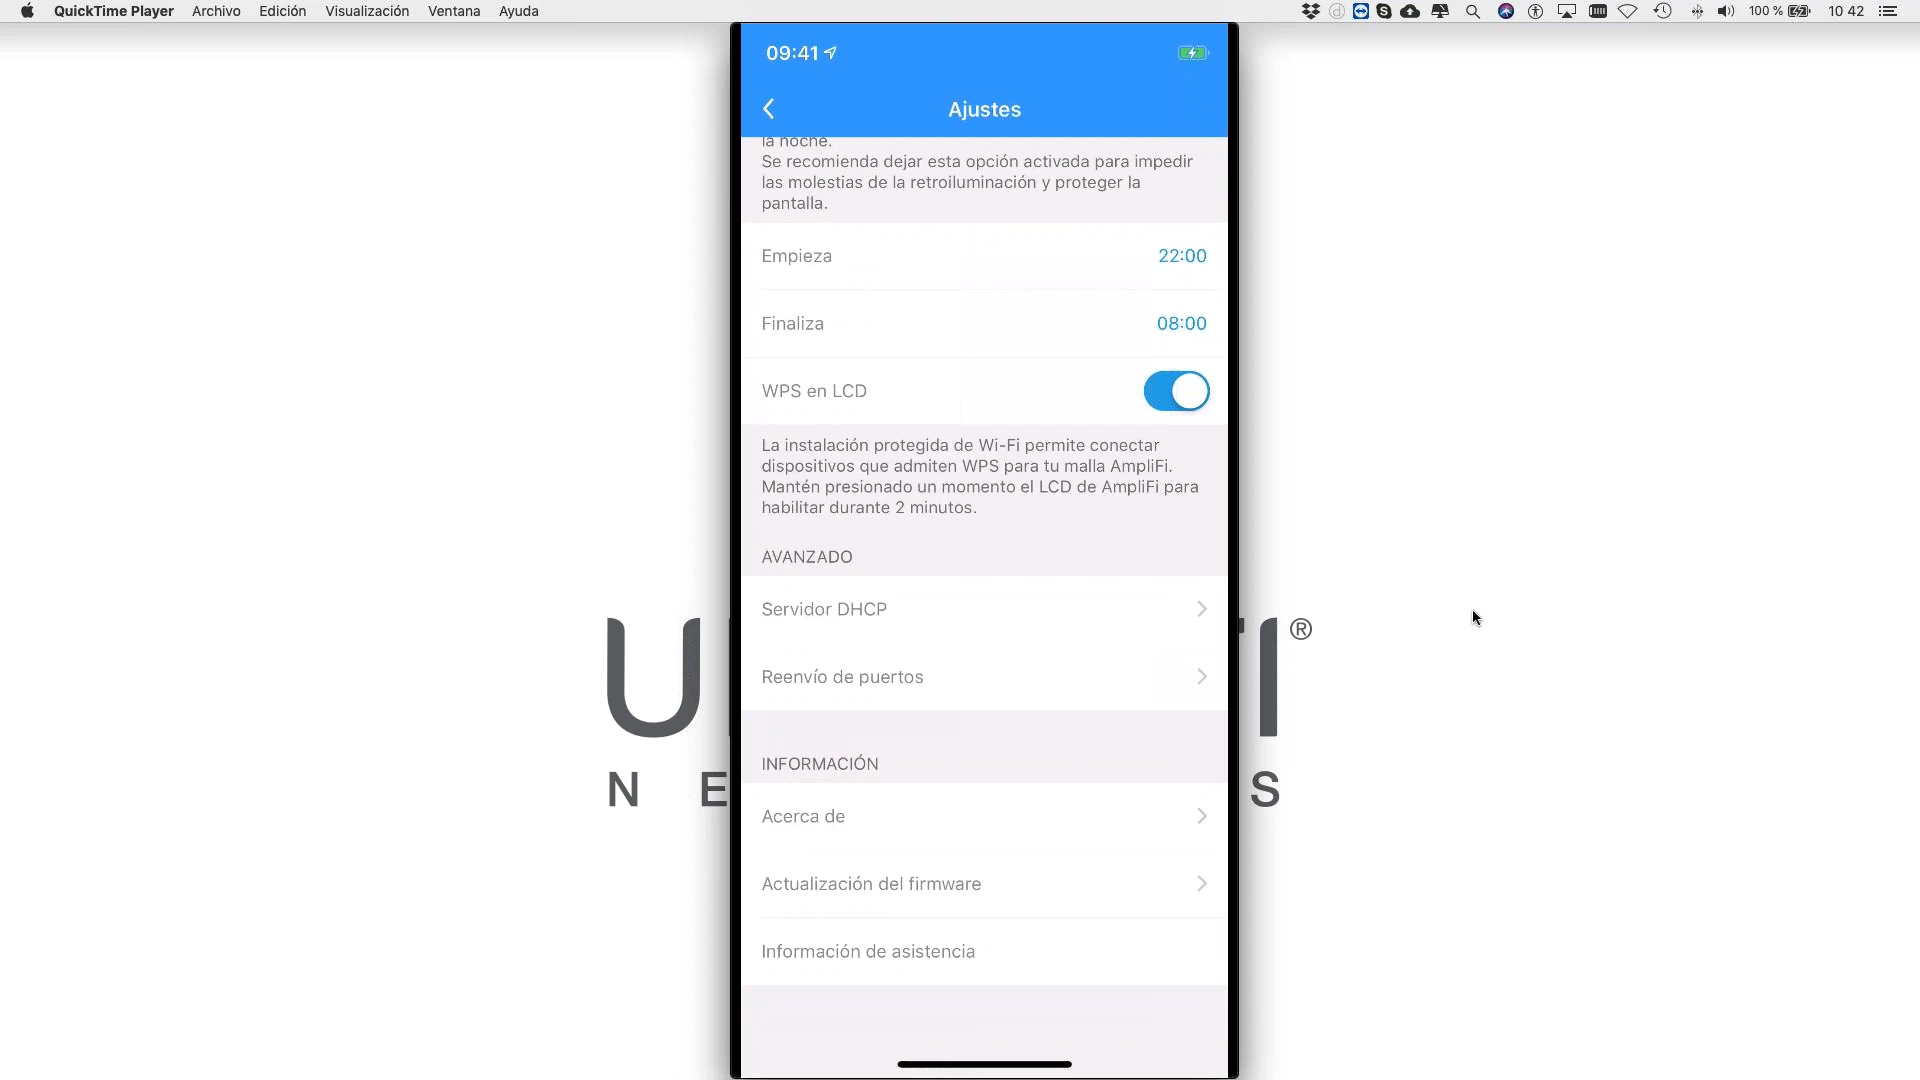 QuickTime Player Archivo Edición Visualización Ventana Ayuda 100 % 10 42
09:41
Ajustes
la noche.
Se recomienda dejar esta opción activada para impedir
las molestias de la retroiluminación y proteger la
pantalla.
Empieza 22:00
Finaliza 08:00
WPS en LCD
La instalación protegida de Wi-Fi permite conectar
dispositivos que admiten WPS para tu malla AmpliFi.
Mantén presionado un momento el LCD de AmpliFi para
habilitar durante 2 minutos.
AVANZADO
Servidor DHCP
Reenvío de puertos
INFORMACIÓN
Acerca de
Actualización del firmware
Información de asistencia
U I®
N E S